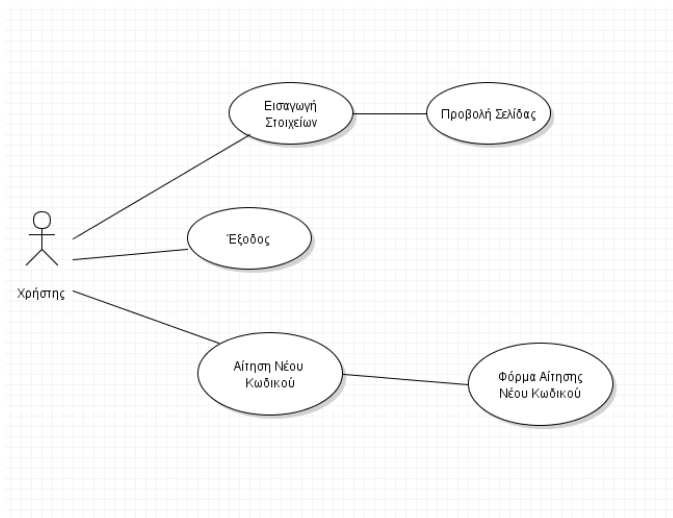 Εισαγωγή
Στοιχείων
Προβολή Σελίδας
Έξοδος
Χρήστης
Αίτηση Νέου
Κωδικού
Φόρμα Αίτησης
Νέου Κωδικού